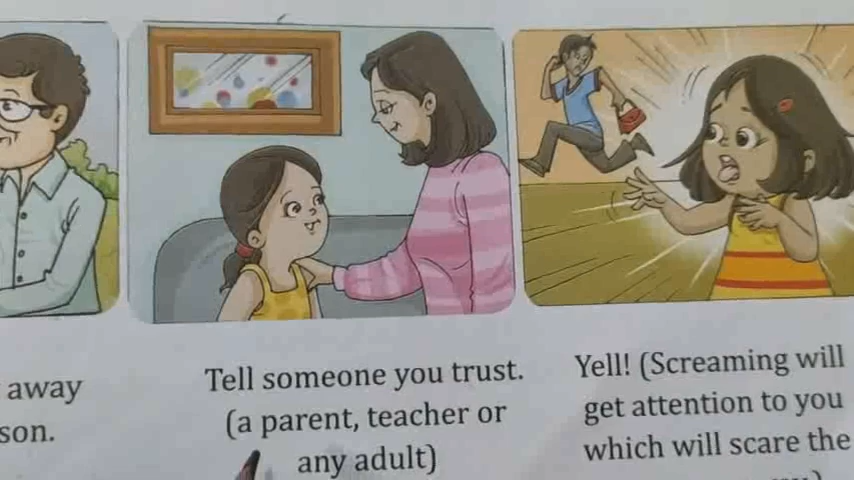 away
son.
Tell someone you trust.
(a parent, teacher or
any adult)
Yell! (Screaming will
get attention to you
which will scare the